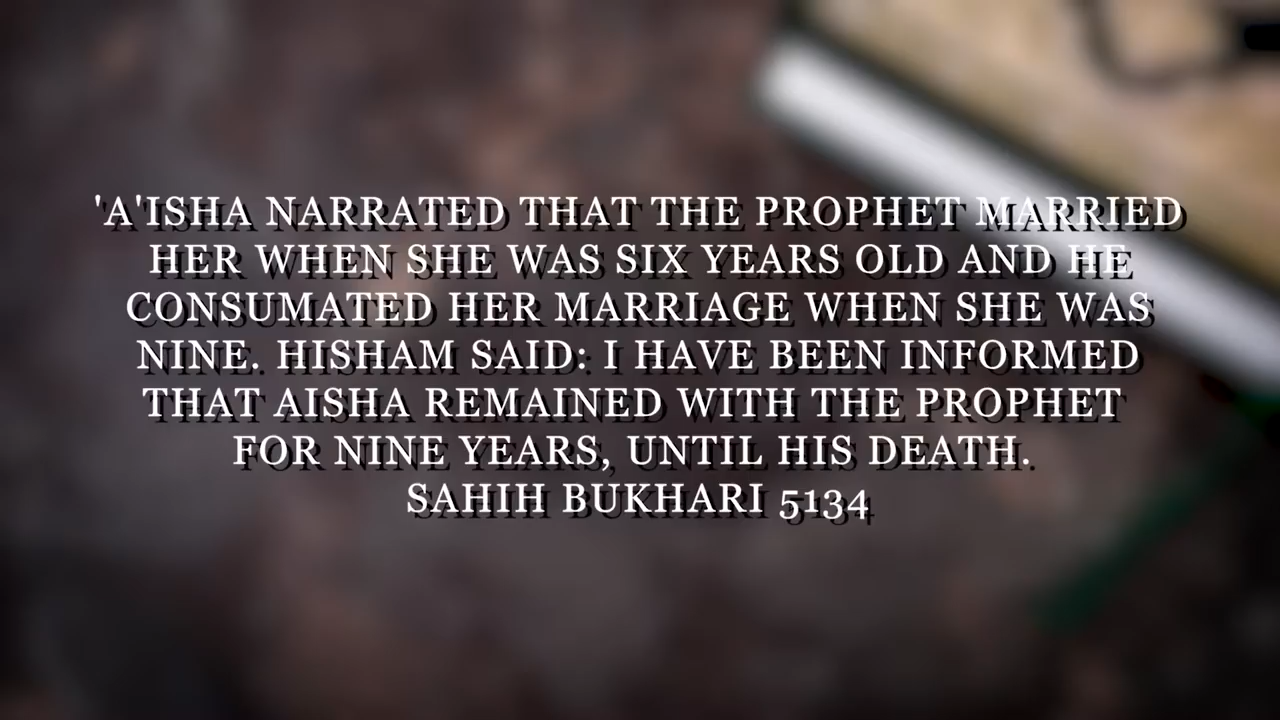 'A'ISHA NARRATED THAT THE PROPHET MARRIED
HER WHEN SHE WAS SIX YEARS OLD AND HE
CONSUMATED HER MARRIAGE WHEN SHE WAS
NINE. HISHAM SAID: I HAVE BEEN INFORMED
THAT AISHA REMAINED WITH THE PROPHET
FOR NINE YEARS, UNTIL HIS DEATH.
SAHIH BUKHARI 5134